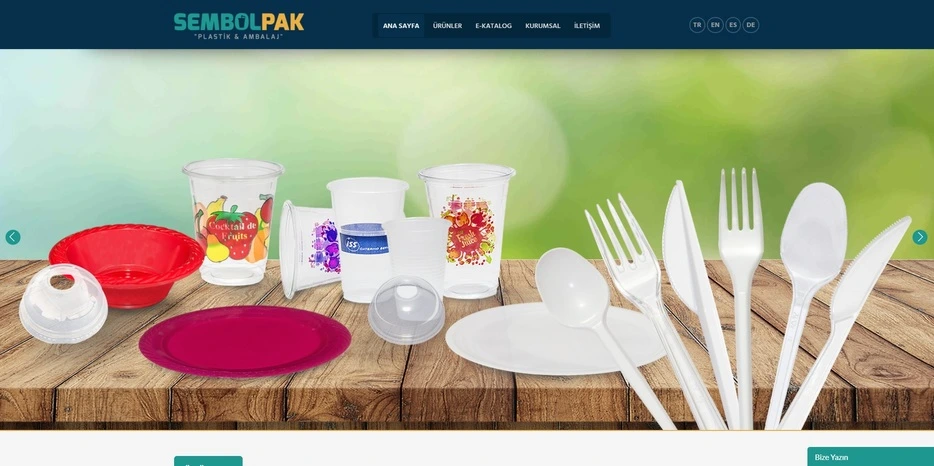 SEMBOLPAK
"PLASTİK & AMBALAJ"
ANA SAYFA
ÜRÜNLER
E-KATALOG
KURUMSAL
İLETİŞİM
TR
EN
ES
DE
Cocktail de
Fruits
iss
Bize Yazın